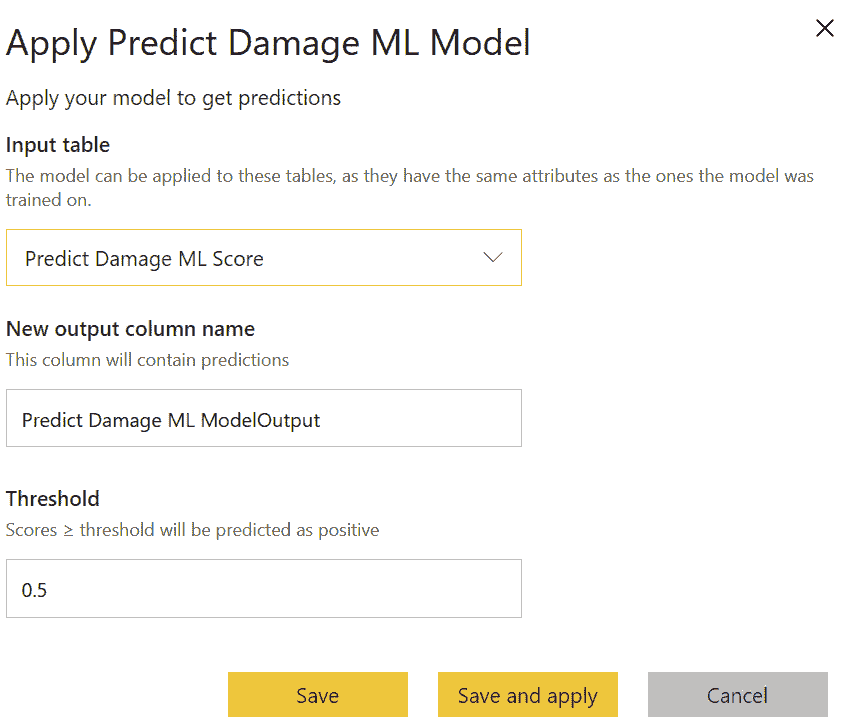 Apply Predict Damage ML Model
Apply your model to get predictions
Input table
The model can be applied to these tables, as they have the same attributes as the ones the model was
trained on.
Predict Damage ML Score
New output column name
This column will contain predictions
Predict Damage ML ModelOutput
Threshold
Scores ≥ threshold will be predicted as positive
0.5
Save Save and apply Cancel